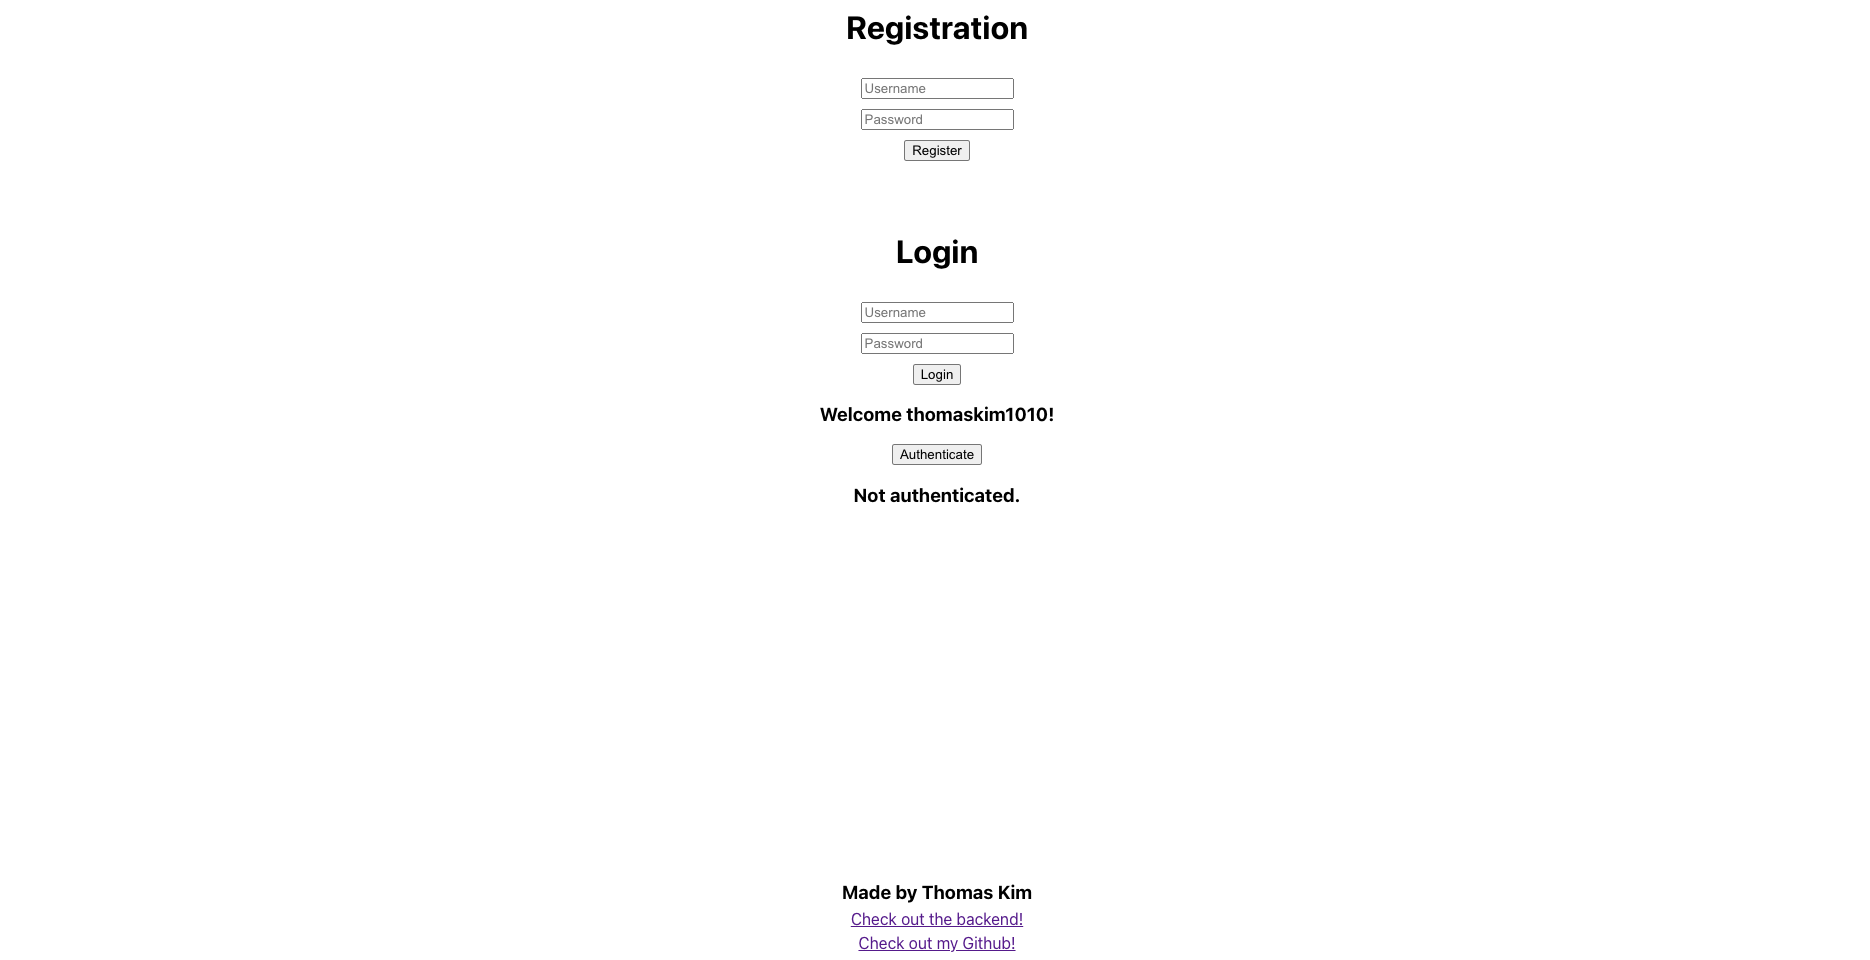 Registration
Username
Password
Register
Login
Username
Password
Login
Welcome thomaskim1010!
Authenticate
Not authenticated.
Made by Thomas Kim
Check out the backend!
Check out my Github!